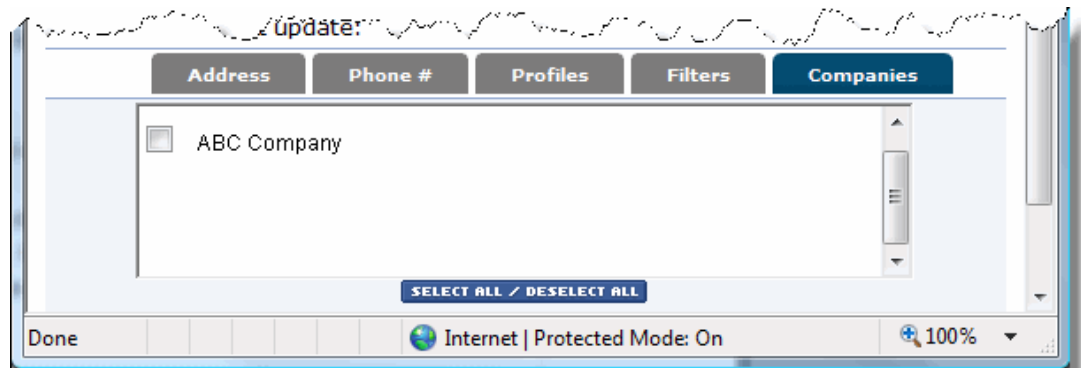 update:
Address Phone # Profiles Filters Companies
ABC Company
SELECT ALL / DESELECT ALL
Done Internet | Protected Mode: On 100%